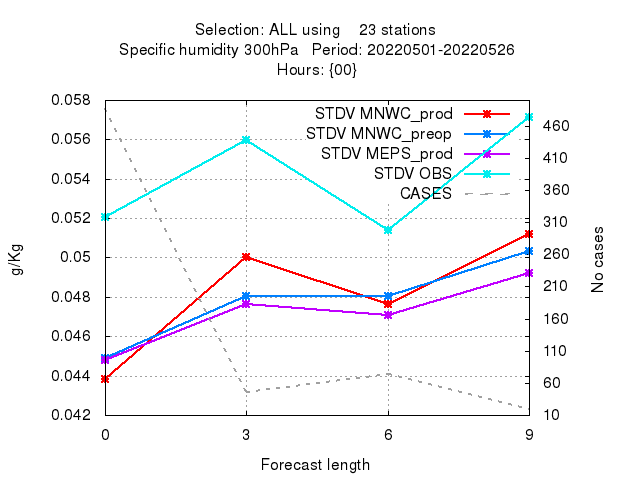 Selection: ALL using    23 stations
Specific humidity 300hPa   Period: 20220501-20220526
Hours: {00}
STDV MNWC_prod
STDV MNWC_preop
STDV MEPS_prod
STDV OBS
CASES
0.058
0.056
0.054
0.052
0.05
0.048
0.046
0.044
0.042
g/Kg
460
410
360
310
260
210
160
110
60
10
No cases
0
3
6
9
Forecast length